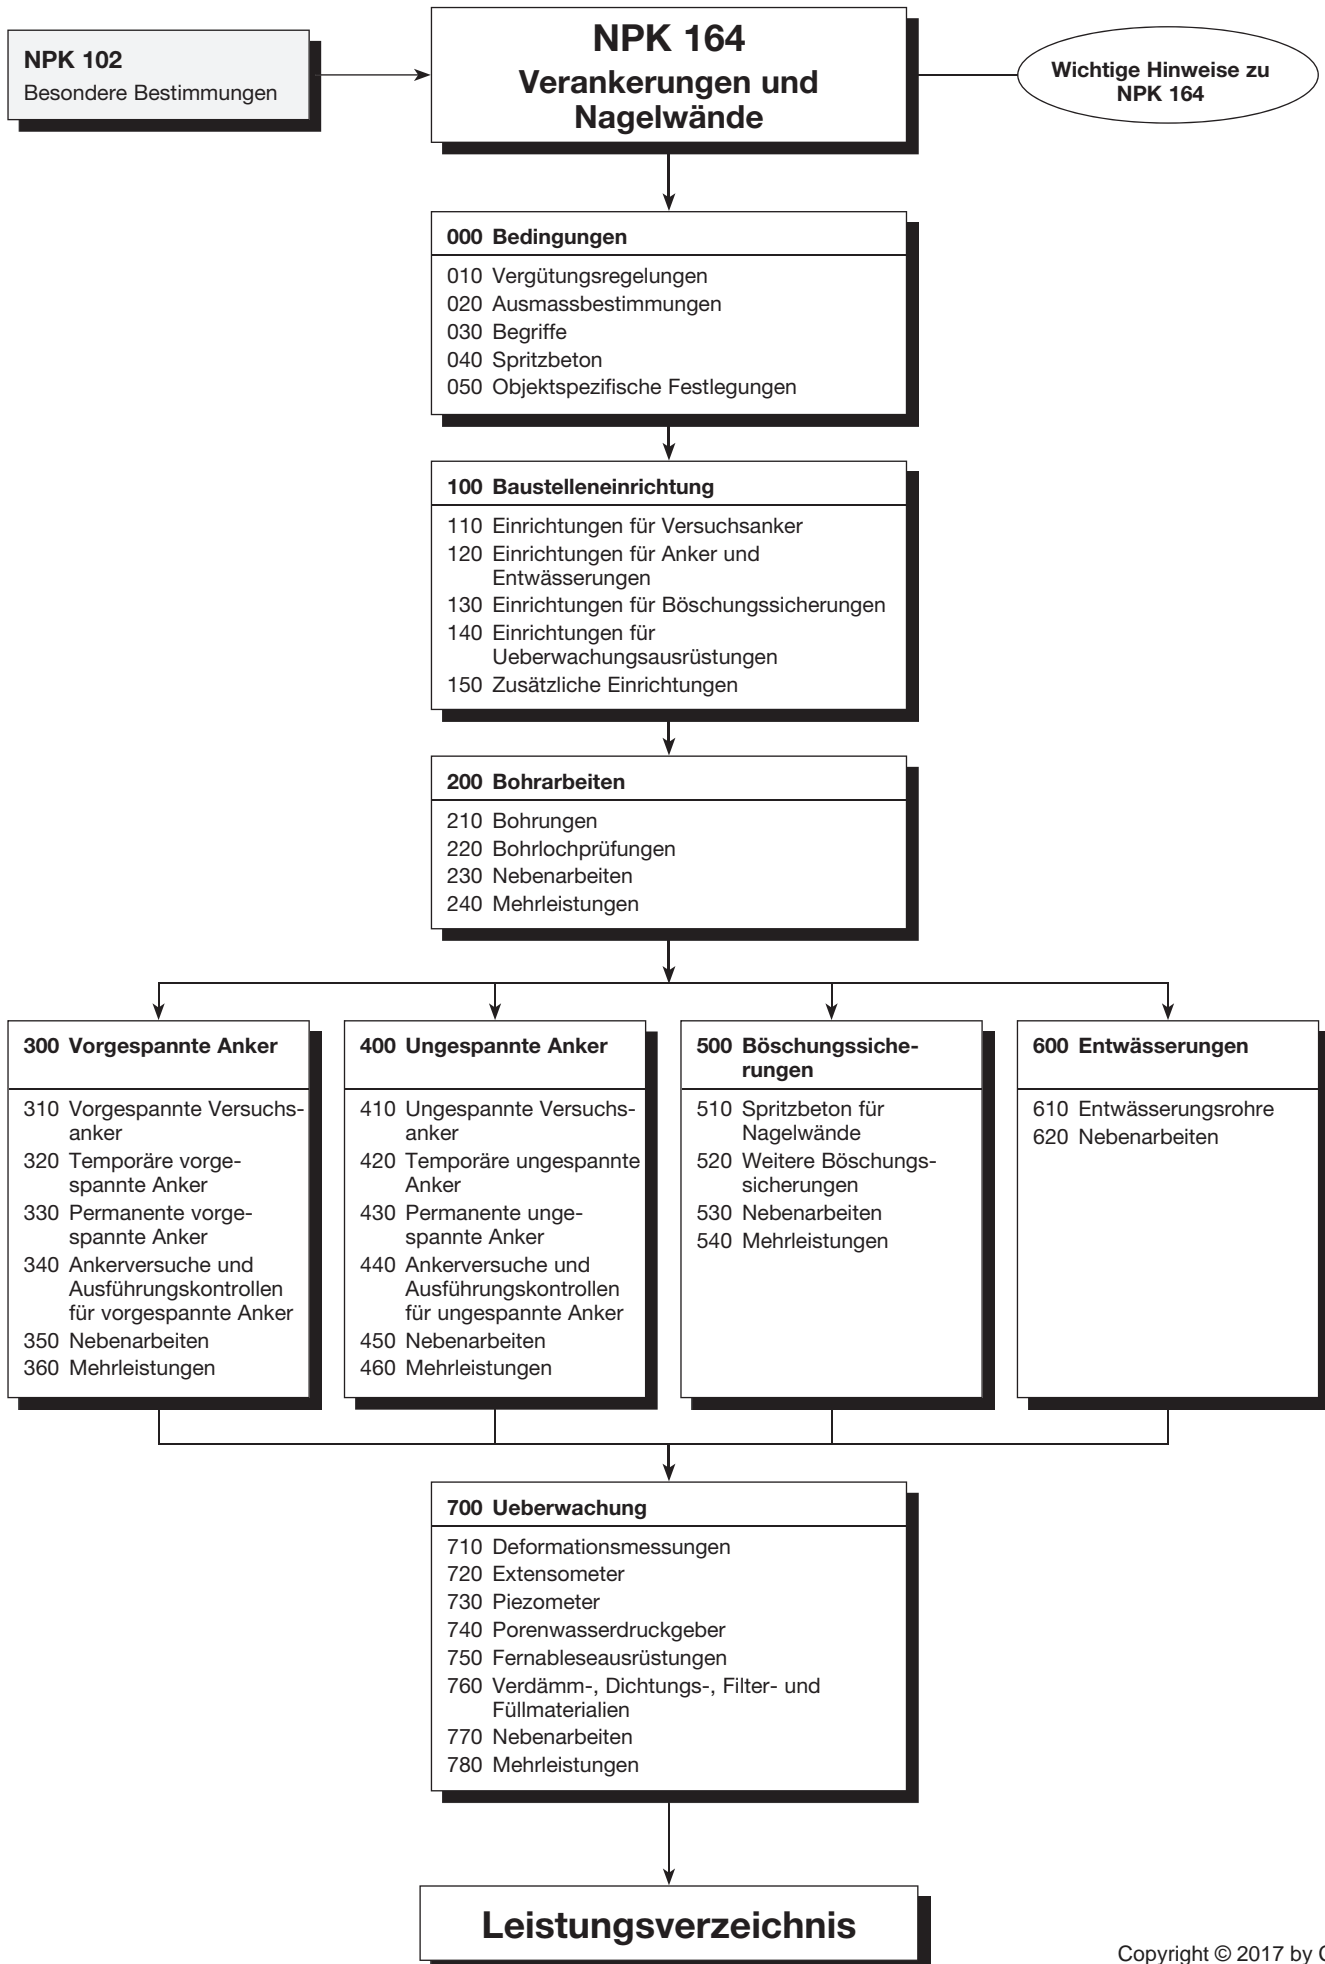 NPK 102
Besondere Bestimmungen
NPK 164
Verankerungen und
Nagelwände
Wichtige Hinweise zu
NPK 164
000 Bedingungen
010 Vergütungsregelungen
020 Ausmassbestimmungen
030 Begriffe
040 Spritzbeton
050 Objektspezifische Festlegungen
100 Baustelleneinrichtung
110 Einrichtungen für Versuchsanker
120 Einrichtungen für Anker und
Entwässerungen
130 Einrichtungen für Böschungssicherungen
140 Einrichtungen für
Ueberwachungsausrüstungen
150 Zusätzliche Einrichtungen
200 Bohrarbeiten
210 Bohrungen
220 Bohrlochprüfungen
230 Nebenarbeiten
240 Mehrleistungen
300 Vorgespannte Anker
310 Vorgespannte Versuchs-
anker
320 Temporäre vorge-
spannte Anker
330 Permanente vorge-
spannte Anker
340 Ankerversuche und
Ausführungskontrollen
für vorgespannte Anker
350 Nebenarbeiten
360 Mehrleistungen
400 Ungespannte Anker
410 Ungespannte Versuchs-
anker
420 Temporäre ungespannte
Anker
430 Permanente unge-
spannte Anker
440 Ankerversuche und
Ausführungskontrollen
für ungespannte Anker
450 Nebenarbeiten
460 Mehrleistungen
500 Böschungssiche-
rungen
510 Spritzbeton für
Nagelwände
520 Weitere Böschungs-
sicherungen
530 Nebenarbeiten
540 Mehrleistungen
600 Entwässerungen
610 Entwässerungsrohre
620 Nebenarbeiten
700 Ueberwachung
710 Deformationsmessungen
720 Extensometer
730 Piezometer
740 Porenwasserdruckgeber
750 Fernableseausrüstungen
760 Verdämm-, Dichtungs-, Filter- und
Füllmaterialien
770 Nebenarbeiten
780 Mehrleistungen
Leistungsverzeichnis
Copyright © 2017 by